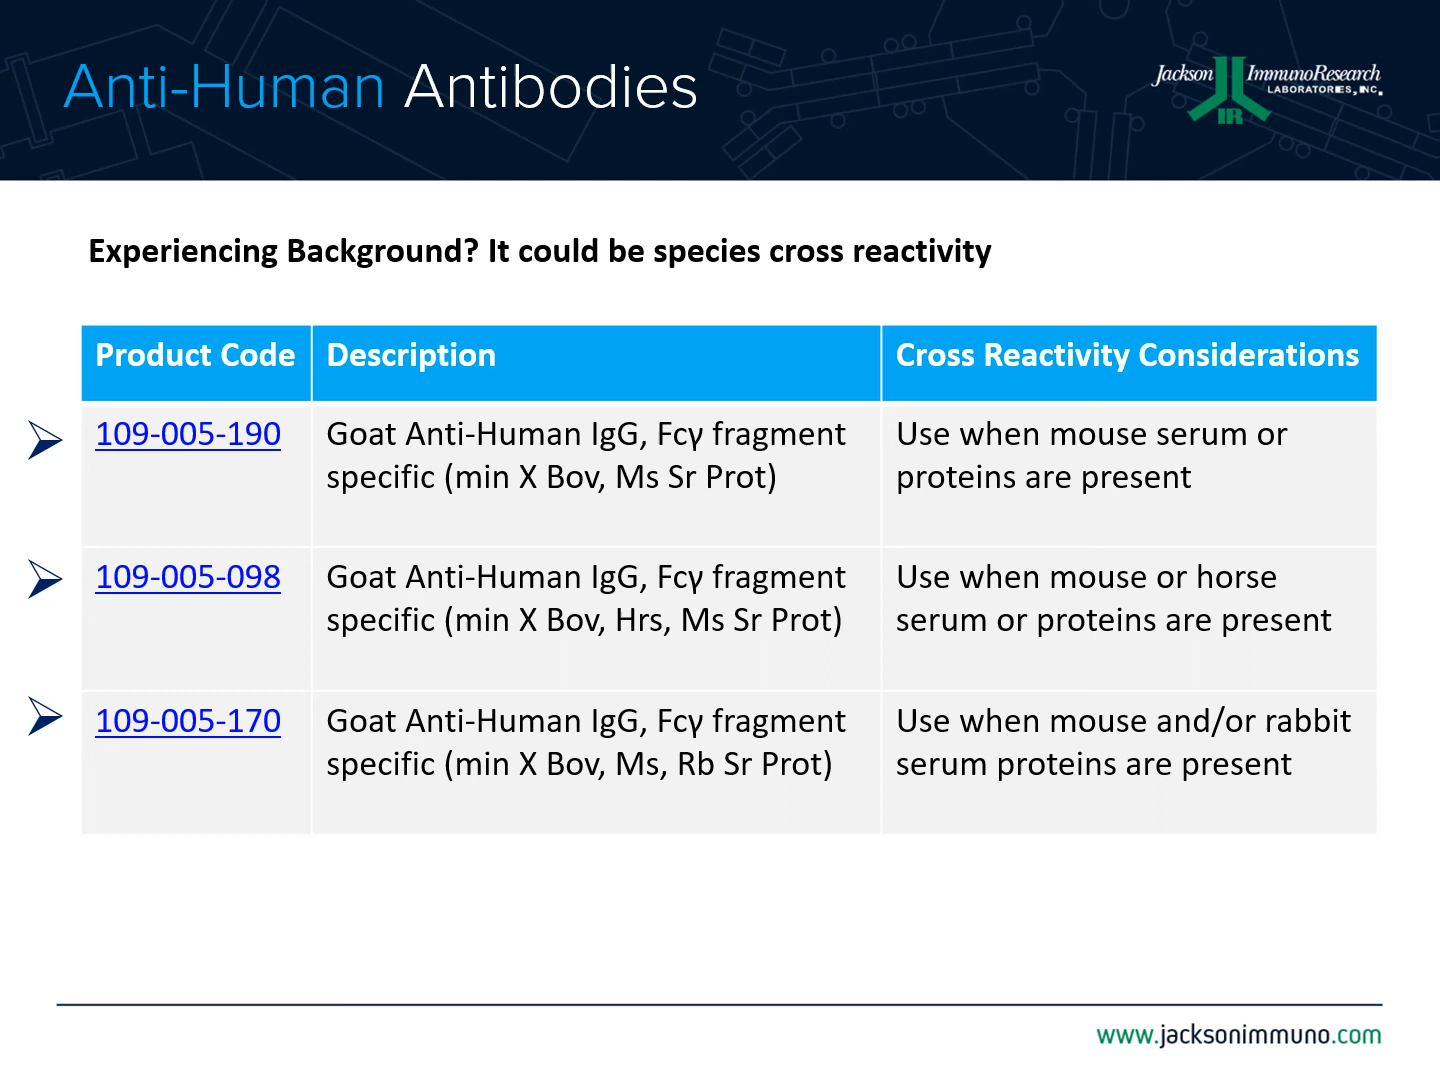 Anti-Human Antibodies
Jackson ImmunoResearch
LABORATORIES, INC.
IR
Experiencing Background? It could be species cross reactivity
Product Code Description Cross Reactivity Considerations
109-005-190 Goat Anti-Human IgG, Fcγ fragment Use when mouse serum or
specific (min X Bov, Ms Sr Prot) proteins are present
109-005-098 Goat Anti-Human IgG, Fcγ fragment Use when mouse or horse
specific (min X Bov, Hrs, Ms Sr Prot) serum or proteins are present
109-005-170 Goat Anti-Human IgG, Fcγ fragment Use when mouse and/or rabbit
specific (min X Bov, Ms, Rb Sr Prot) serum proteins are present
www.jacksonimmuno.com